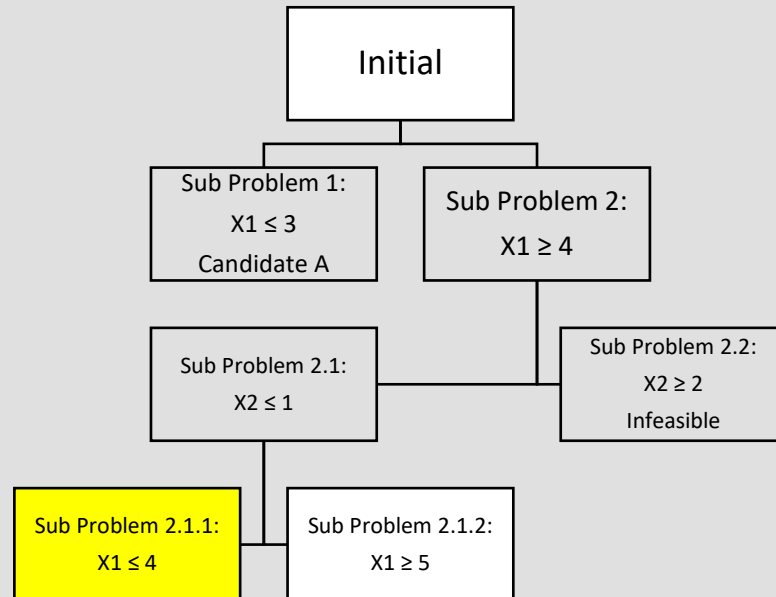 Initial
Sub Problem 1:
X1 ≤ 3
Candidate A
Sub Problem 2:
X1 ≥ 4
Sub Problem 2.1:
X2 ≤ 1
Sub Problem 2.2:
X2 ≥ 2
Infeasible
Sub Problem 2.1.1:
X1 ≤ 4
Sub Problem 2.1.2:
X1 ≥ 5